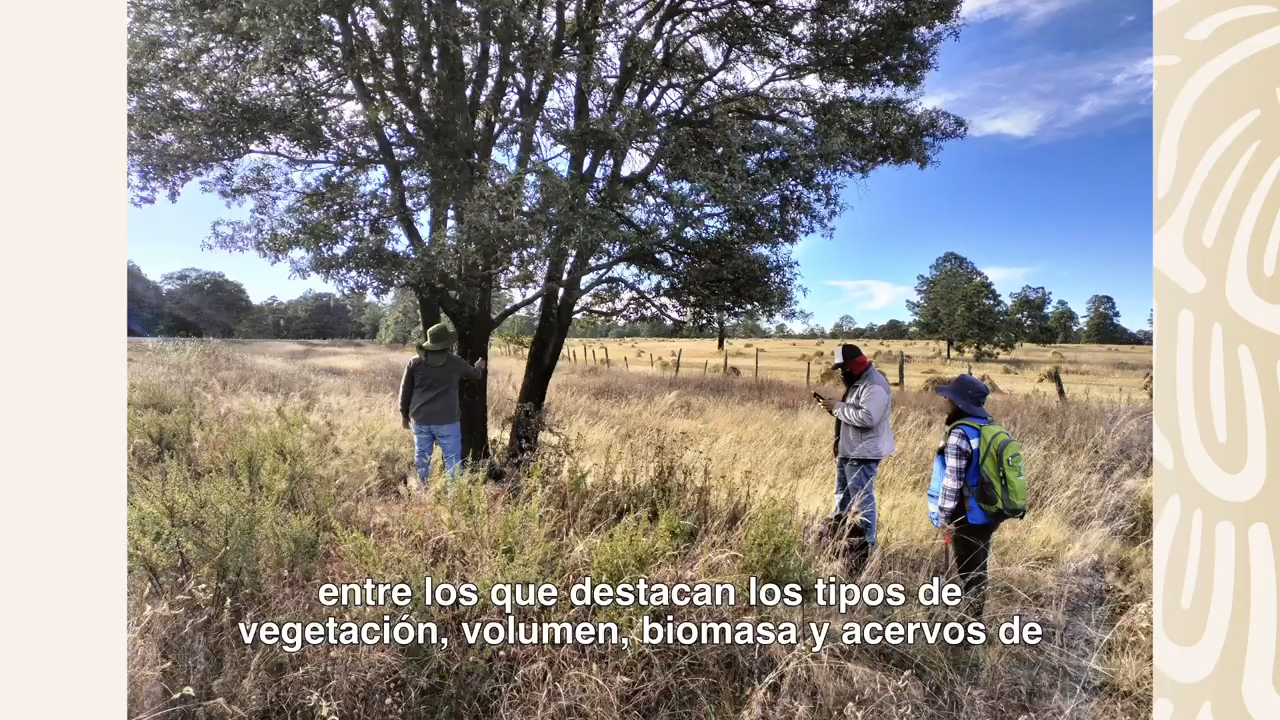 entre los que destacan los tipos de
vegetación, volumen, biomasa y acervos de